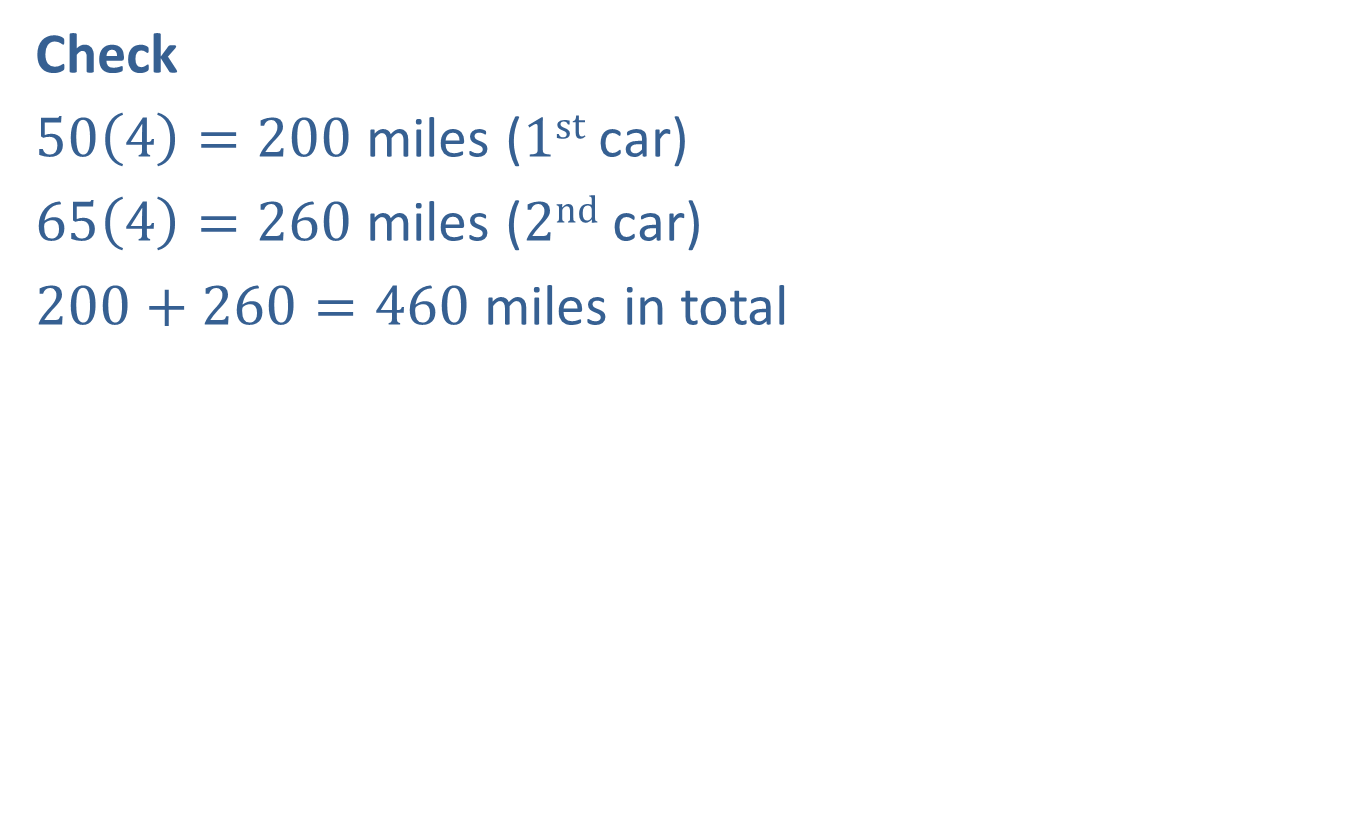 Check
50(4) = 200 miles (1st car)
65(4) = 260 miles (2nd car)
200 + 260 = 460 miles in total